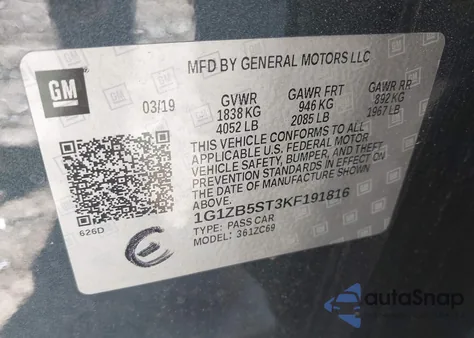 MFD BY GENERAL MOTORS LLC
GM
03/19
GVWR
1838 KG
4052 LB
GAWR FRT
946 KG
2085 LB
GAWR RR
892 KG
1967 LB
THIS VEHICLE CONFORMS TO ALL
APPLICABLE U.S. FEDERAL MOTOR
VEHICLE SAFETY, BUMPER, AND THEFT
PREVENTION STANDARDS IN EFFECT
ON THE DATE OF MANUFACTURE SHOWN
ABOVE.
1G1ZB5ST3KF191816
TYPE: PASS CAR
MODEL: 361ZC69
626D
autoSnap